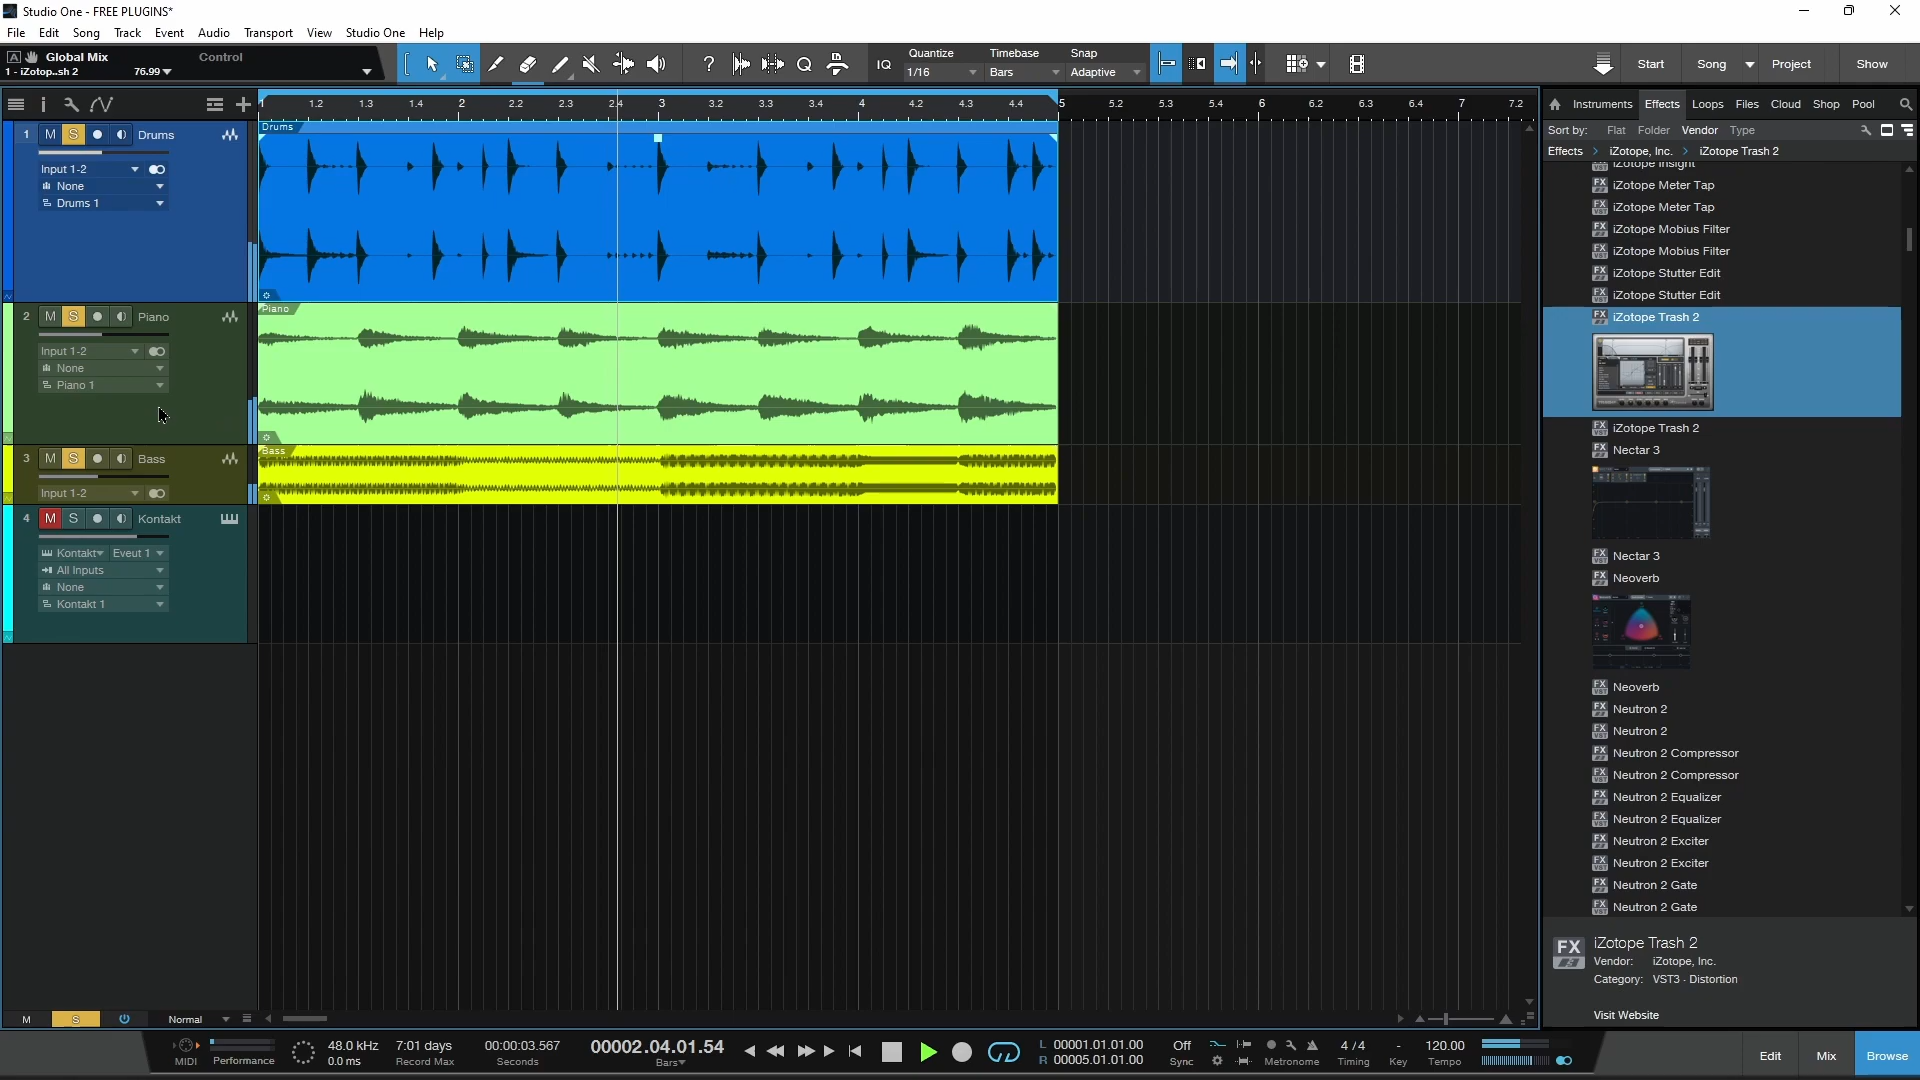 Studio One - FREE PLUGINS*
File Edit Song Track Event Audio Transport View Studio One Help
A Global Mix Control
1 - iZotop..sh 2 76.99
IQ Quantize Timebase Snap
1/16 Bars Adaptive
Start Song Project Show
1 1.2 1.3 1.4 2 2.2 2.3 2.4 3 3.2 3.3 3.4 4 4.2 4.3 4.4 5 5.2 5.3 5.4 6 6.2 6.3 6.4 7 7.2
Instruments Effects Loops Files Cloud Shop Pool
Sort by: Flat Folder Vendor Type
Effects > iZotope, Inc. > iZotope Trash 2
1 M S Drums
Input 1-2
None
Drums 1
Drums
2 M S Piano
Input 1-2
None
Piano 1
Piano
3 M S Bass
Input 1-2
Bass
4 M S Kontakt
Kontakt Eveut 1
All Inputs
None
Kontakt 1
iZotope Insight
iZotope Meter Tap
iZotope Meter Tap
iZotope Mobius Filter
iZotope Mobius Filter
iZotope Stutter Edit
iZotope Stutter Edit
iZotope Trash 2
iZotope Trash 2
Nectar 3
Nectar 3
Neoverb
Neoverb
Neutron 2
Neutron 2
Neutron 2 Compressor
Neutron 2 Compressor
Neutron 2 Equalizer
Neutron 2 Equalizer
Neutron 2 Exciter
Neutron 2 Exciter
Neutron 2 Gate
Neutron 2 Gate
FX iZotope Trash 2
Vendor: iZotope, Inc.
Category: VST3 - Distortion
Visit Website
M S Normal
MIDI Performance
48.0 kHz
0.0 ms
7:01 days
Record Max
00:00:03.567
Seconds
00002.04.01.54
Bars
L 00001.01.01.00
R 00005.01.01.00
Off
Sync
Metronome
4 / 4
Timing
-
Key
120.00
Tempo
Edit Mix Browse